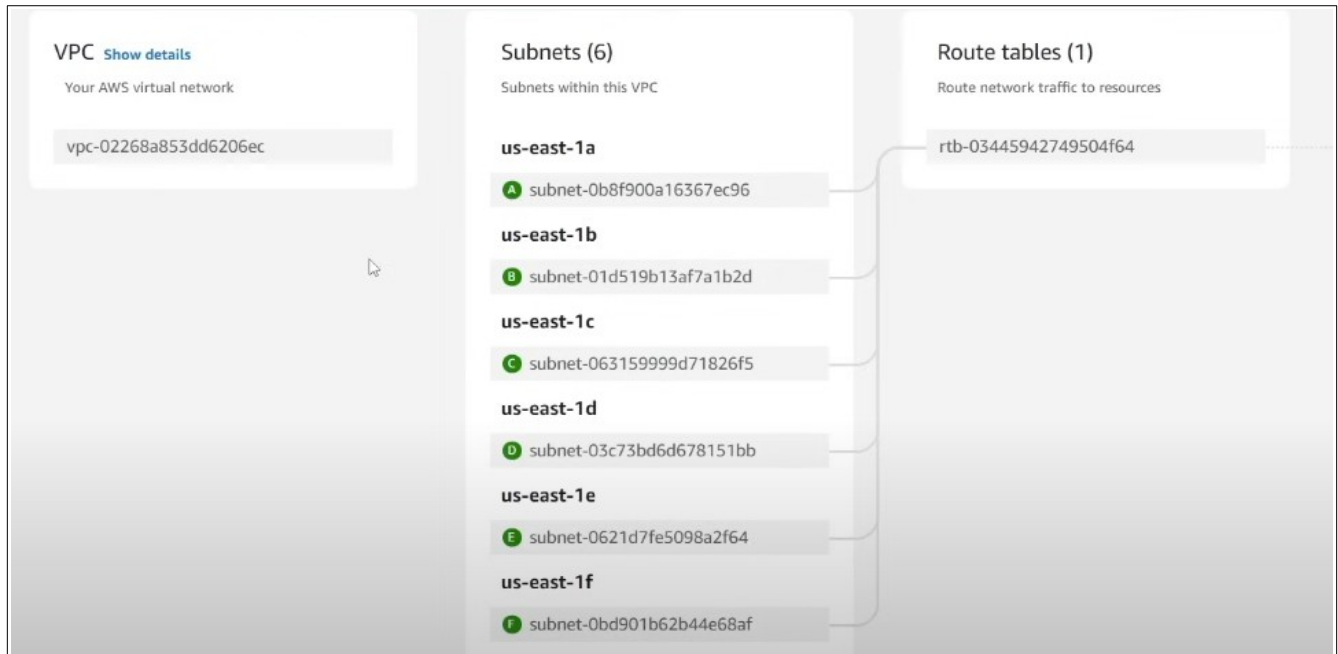 VPC Show details
Your AWS virtual network
vpc-02268a853dd6206ec
Subnets (6)
Subnets within this VPC
us-east-1a
A subnet-0b8f900a16367ec96
us-east-1b
B subnet-01d519b13af7a1b2d
us-east-1c
C subnet-063159999d71826f5
us-east-1d
D subnet-03c73bd6d678151bb
us-east-1e
E subnet-0621d7fe5098a2f64
us-east-1f
F subnet-0bd901b62b44e68af
Route tables (1)
Route network traffic to resources
rtb-03445942749504f64